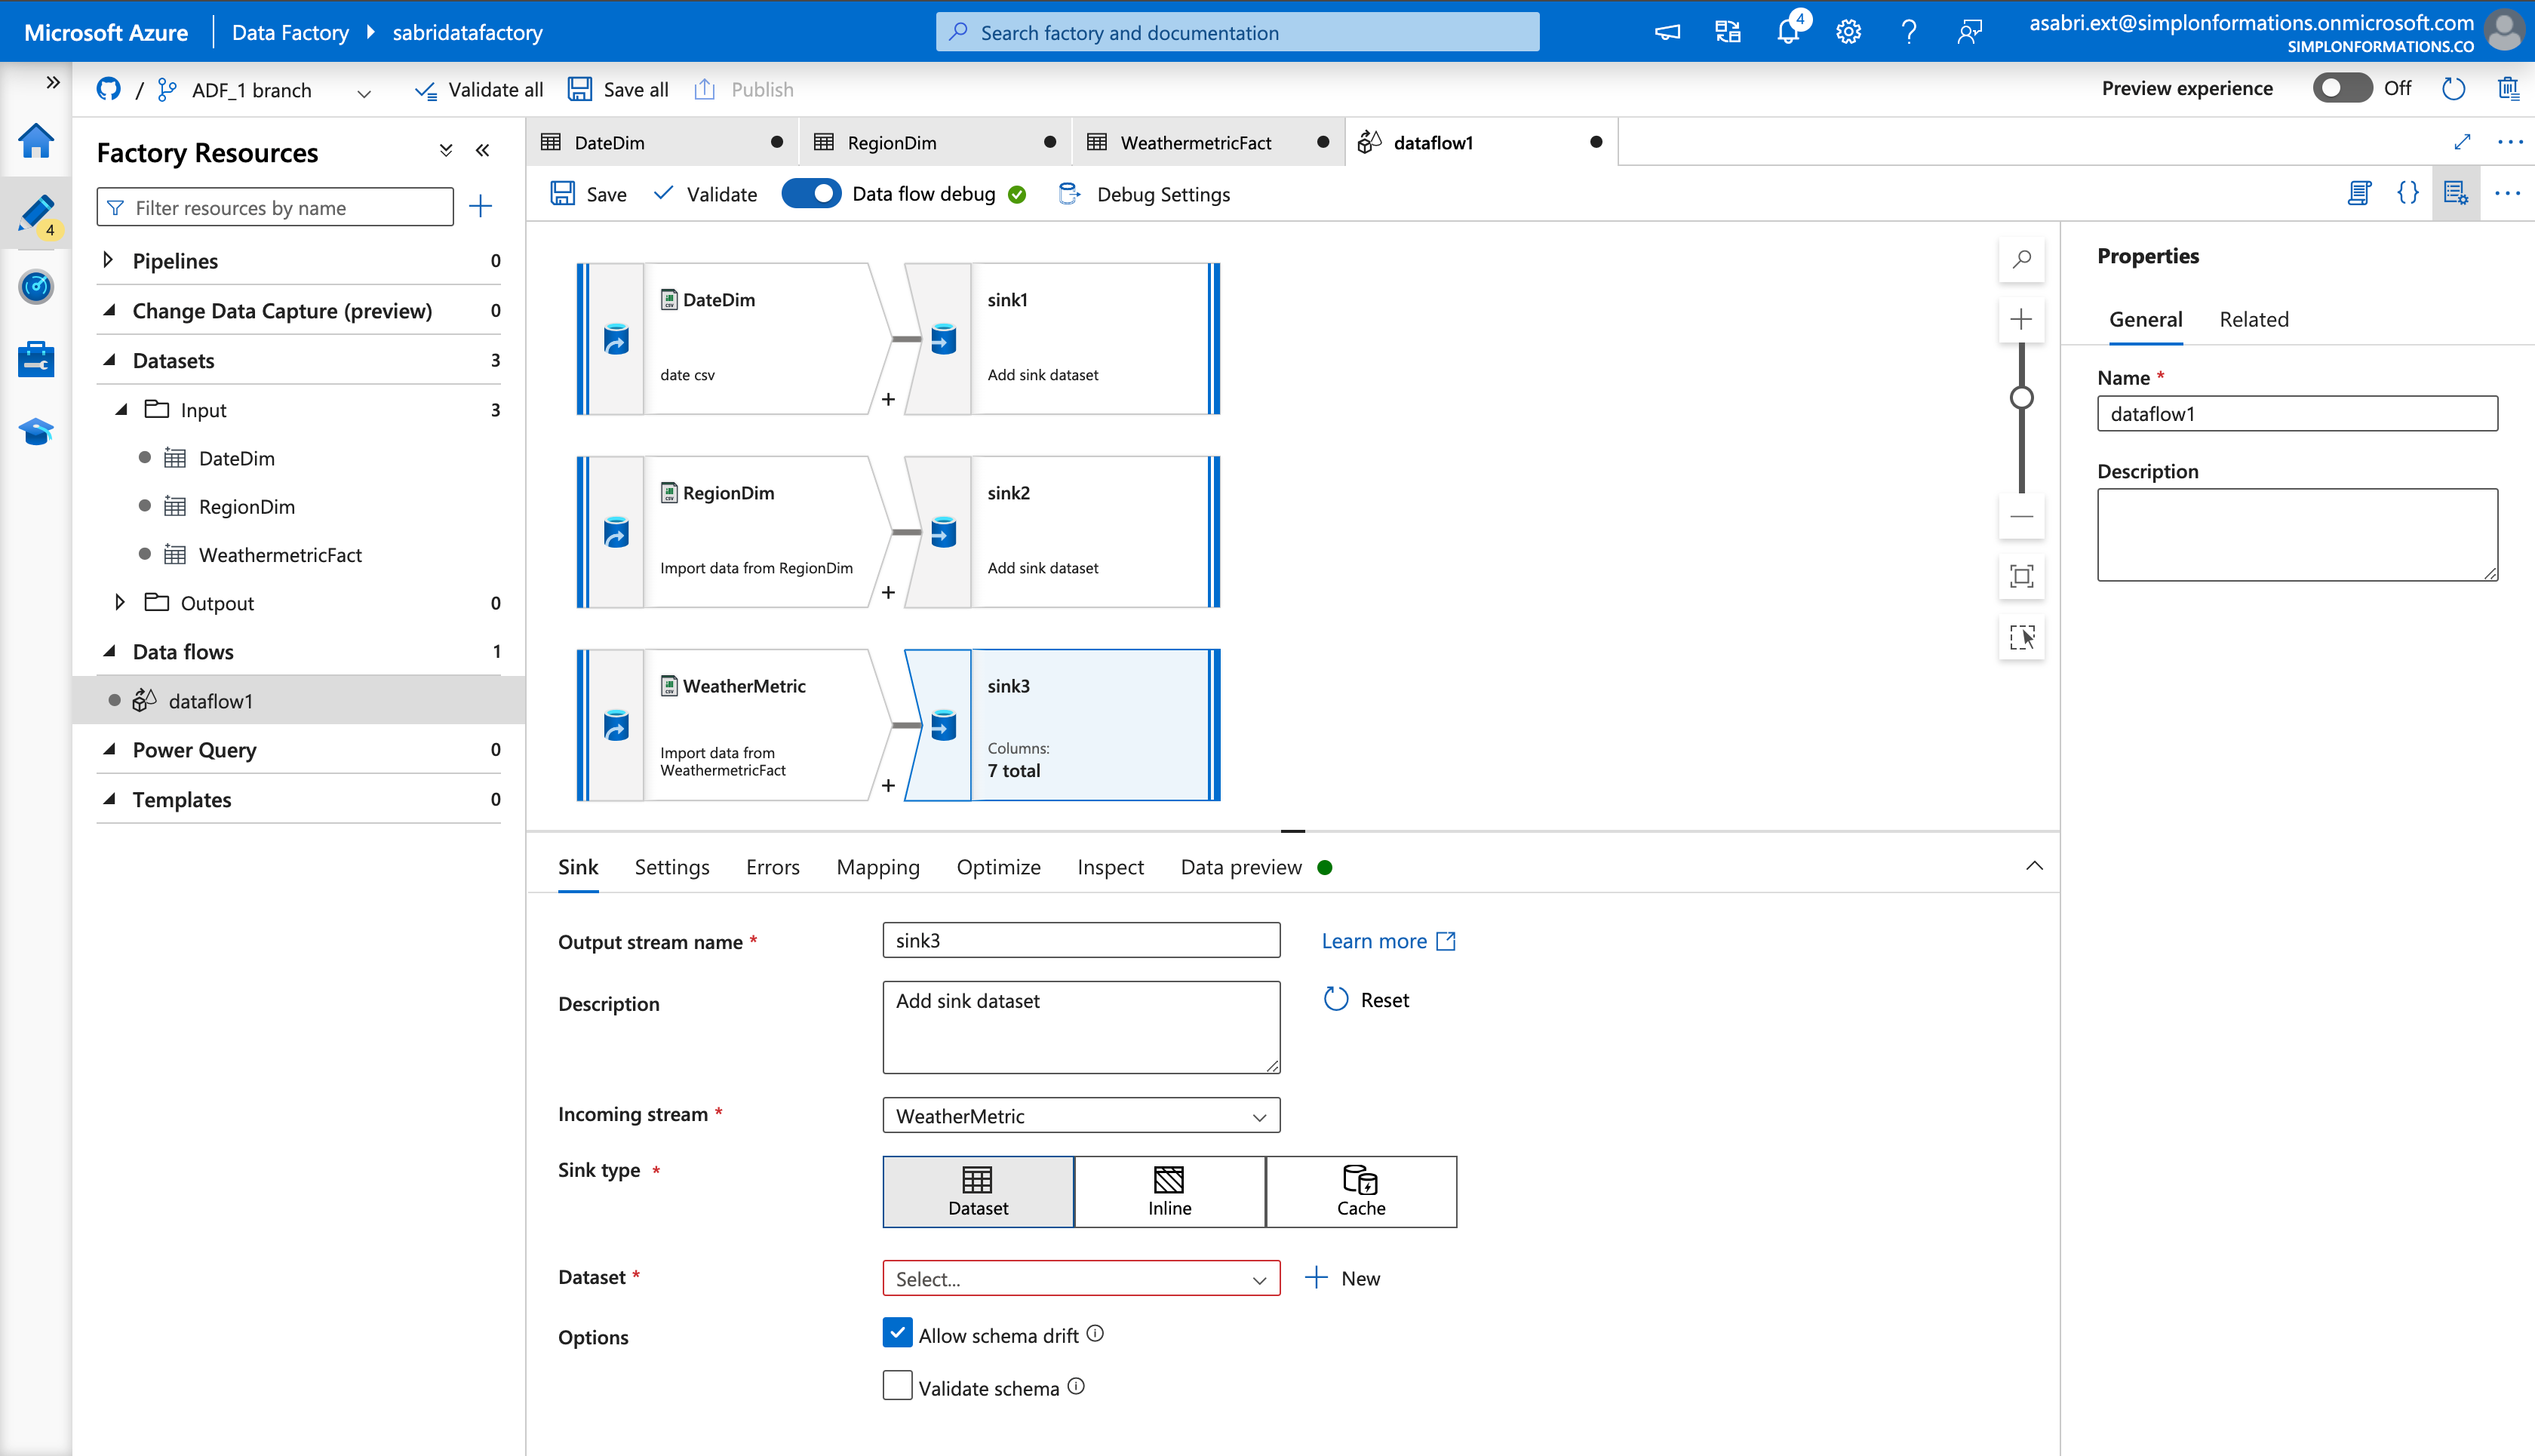 Microsoft Azure
Data Factory
sabridatafactory
Search factory and documentation
4
asabri.ext@simplonformations.onmicrosoft.com
SIMPLONFORMATIONS.CO
/ ADF_1 branch
Validate all
Save all
Publish
Preview experience
Off
4
Factory Resources
Filter resources by name
Pipelines 0
Change Data Capture (preview) 0
Datasets 3
Input 3
DateDim
RegionDim
WeathermetricFact
Outpout 0
Data flows 1
dataflow1
Power Query 0
Templates 0
DateDim
RegionDim
WeathermetricFact
dataflow1
Save
Validate
Data flow debug
Debug Settings
{}
DateDim
date csv
+
sink1
Add sink dataset
RegionDim
Import data from RegionDim
+
sink2
Add sink dataset
WeatherMetric
Import data from
WeathermetricFact
+
sink3
Columns:
7 total
Properties
General
Related
Name *
dataflow1
Description
Sink
Settings
Errors
Mapping
Optimize
Inspect
Data preview
Output stream name *
sink3
Learn more
Description
Add sink dataset
Reset
Incoming stream *
WeatherMetric
Sink type *
Dataset
Inline
Cache
Dataset *
Select...
New
Options
Allow schema drift
Validate schema